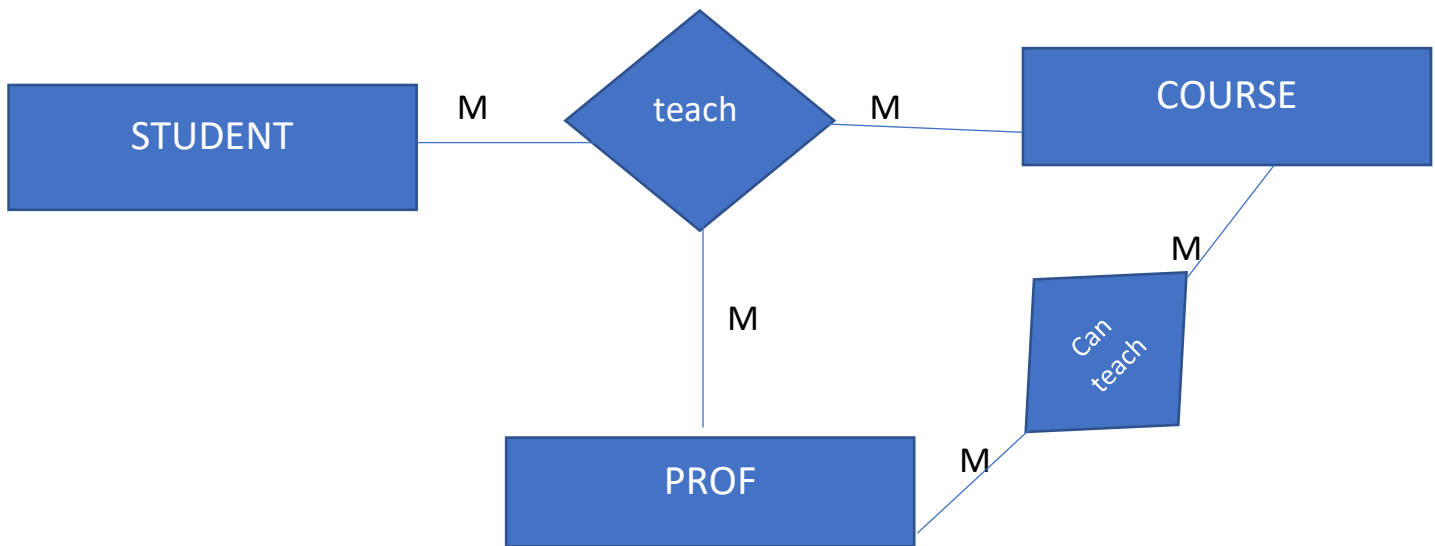 STUDENT
M
teach
M
COURSE
M
M
Can
teach
M
PROF